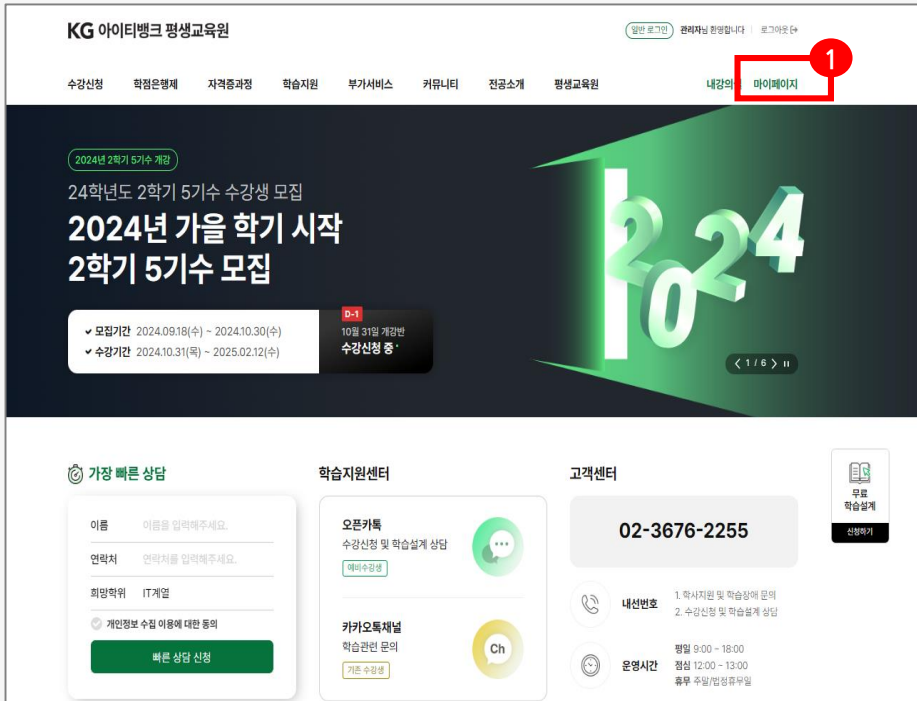 KG 아이티뱅크 평생교육원
일반 로그인 관리자님 환영합니다 로그아웃
1
수강신청 학점은행제 자격증과정 학습지원 부가서비스 커뮤니티 전공소개 평생교육원 내강의실 마이페이지
2024년 2학기 5기수 개강
24학년도 2학기 5기수 수강생 모집
2024년 가을 학기 시작
2학기 5기수 모집
2024
모집기간 2024.09.18(수) ~ 2024.10.30(수)
수강기간 2024.10.31(목) ~ 2025.02.12(수)
D-1
10월 31일 개강반
수강신청 중
1 / 6
가장 빠른 상담
이름 이름을 입력해주세요.
연락처 연락처를 입력해주세요.
희망학위 IT계열
개인정보 수집 이용에 대한 동의
빠른 상담 신청
학습지원센터
오픈카톡
수강신청 및 학습설계 상담
예비수강생
카카오톡채널
학습관련 문의
기존 수강생
Ch
고객센터
02-3676-2255
내선번호
1. 학사지원 및 학습장애 문의
2. 수강신청 및 학습설계 상담
운영시간
평일 9:00 ~ 18:00
점심 12:00 ~ 13:00
휴무 주말/법정휴무일
무료
학습설계
신청하기